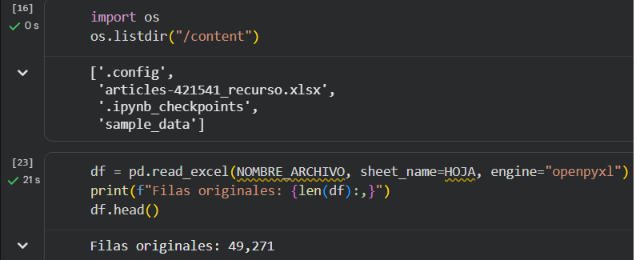 [16]
0 s
import os
os.listdir("/content")
['.config',
'articles-421541_recurso.xlsx',
'.ipynb_checkpoints',
'sample_data']
[23]
21 s
df = pd.read_excel(NOMBRE_ARCHIVO, sheet_name=HOJA, engine="openpyxl")
print(f"Filas originales: {len(df):,}")
df.head()
Filas originales: 49,271